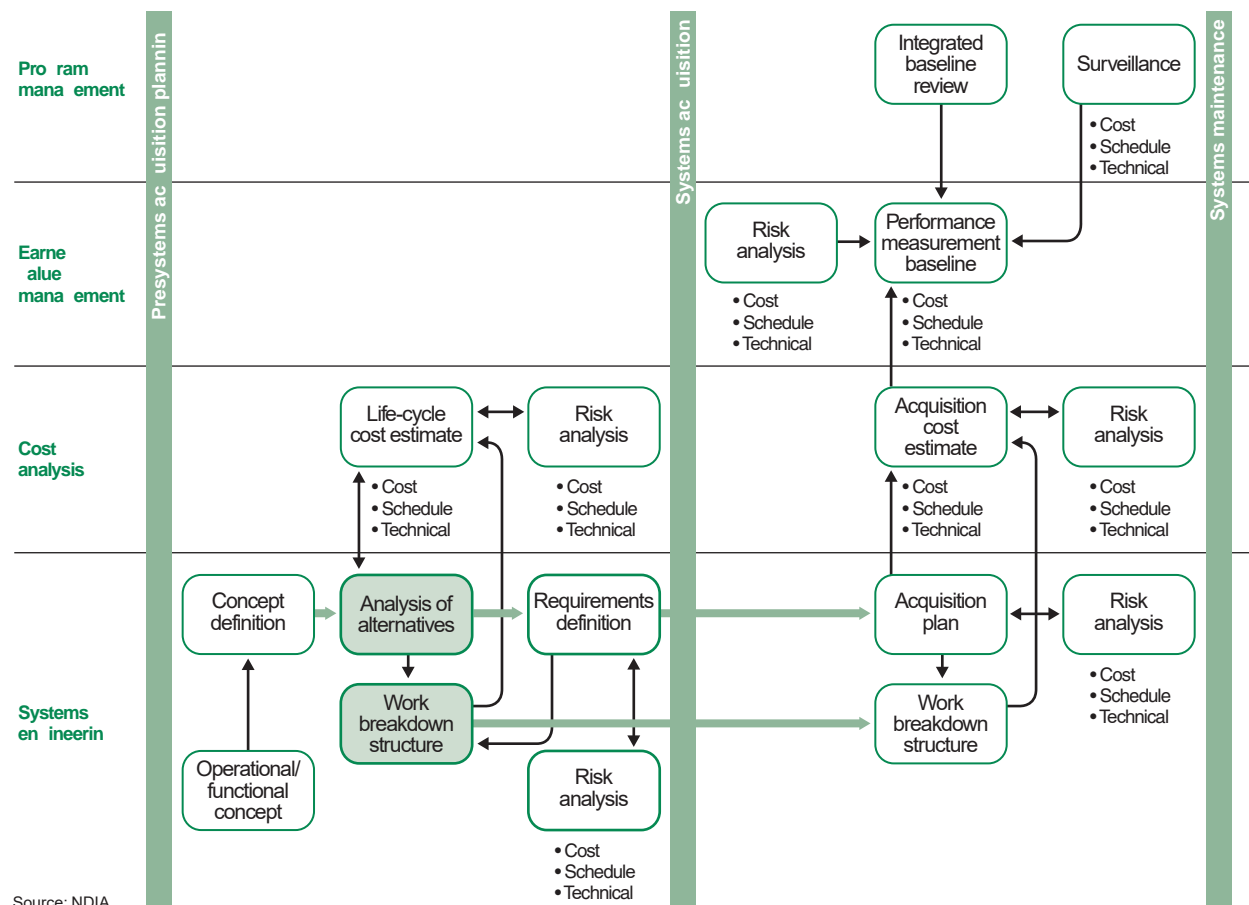 Pro ram
mana ement
Presystems ac uisition plannin
Systems ac uisition
Integrated
baseline
review
Surveillance
• Cost
• Schedule
• Technical
Systems maintenance
Earne
alue
mana ement
Risk
analysis
• Cost
• Schedule
• Technical
Performance
measurement
baseline
• Cost
• Schedule
• Technical
Cost
analysis
Life-cycle
cost estimate
• Cost
• Schedule
• Technical
Risk
analysis
• Cost
• Schedule
• Technical
Acquisition
cost
estimate
• Cost
• Schedule
• Technical
Risk
analysis
• Cost
• Schedule
• Technical
Systems
en ineerin
Concept
definition
Analysis of
alternatives
Requirements
definition
Acquisition
plan
Risk
analysis
• Cost
• Schedule
• Technical
Operational/
functional
concept
Work
breakdown
structure
Risk
analysis
• Cost
• Schedule
• Technical
Work
breakdown
structure
Source: NDIA